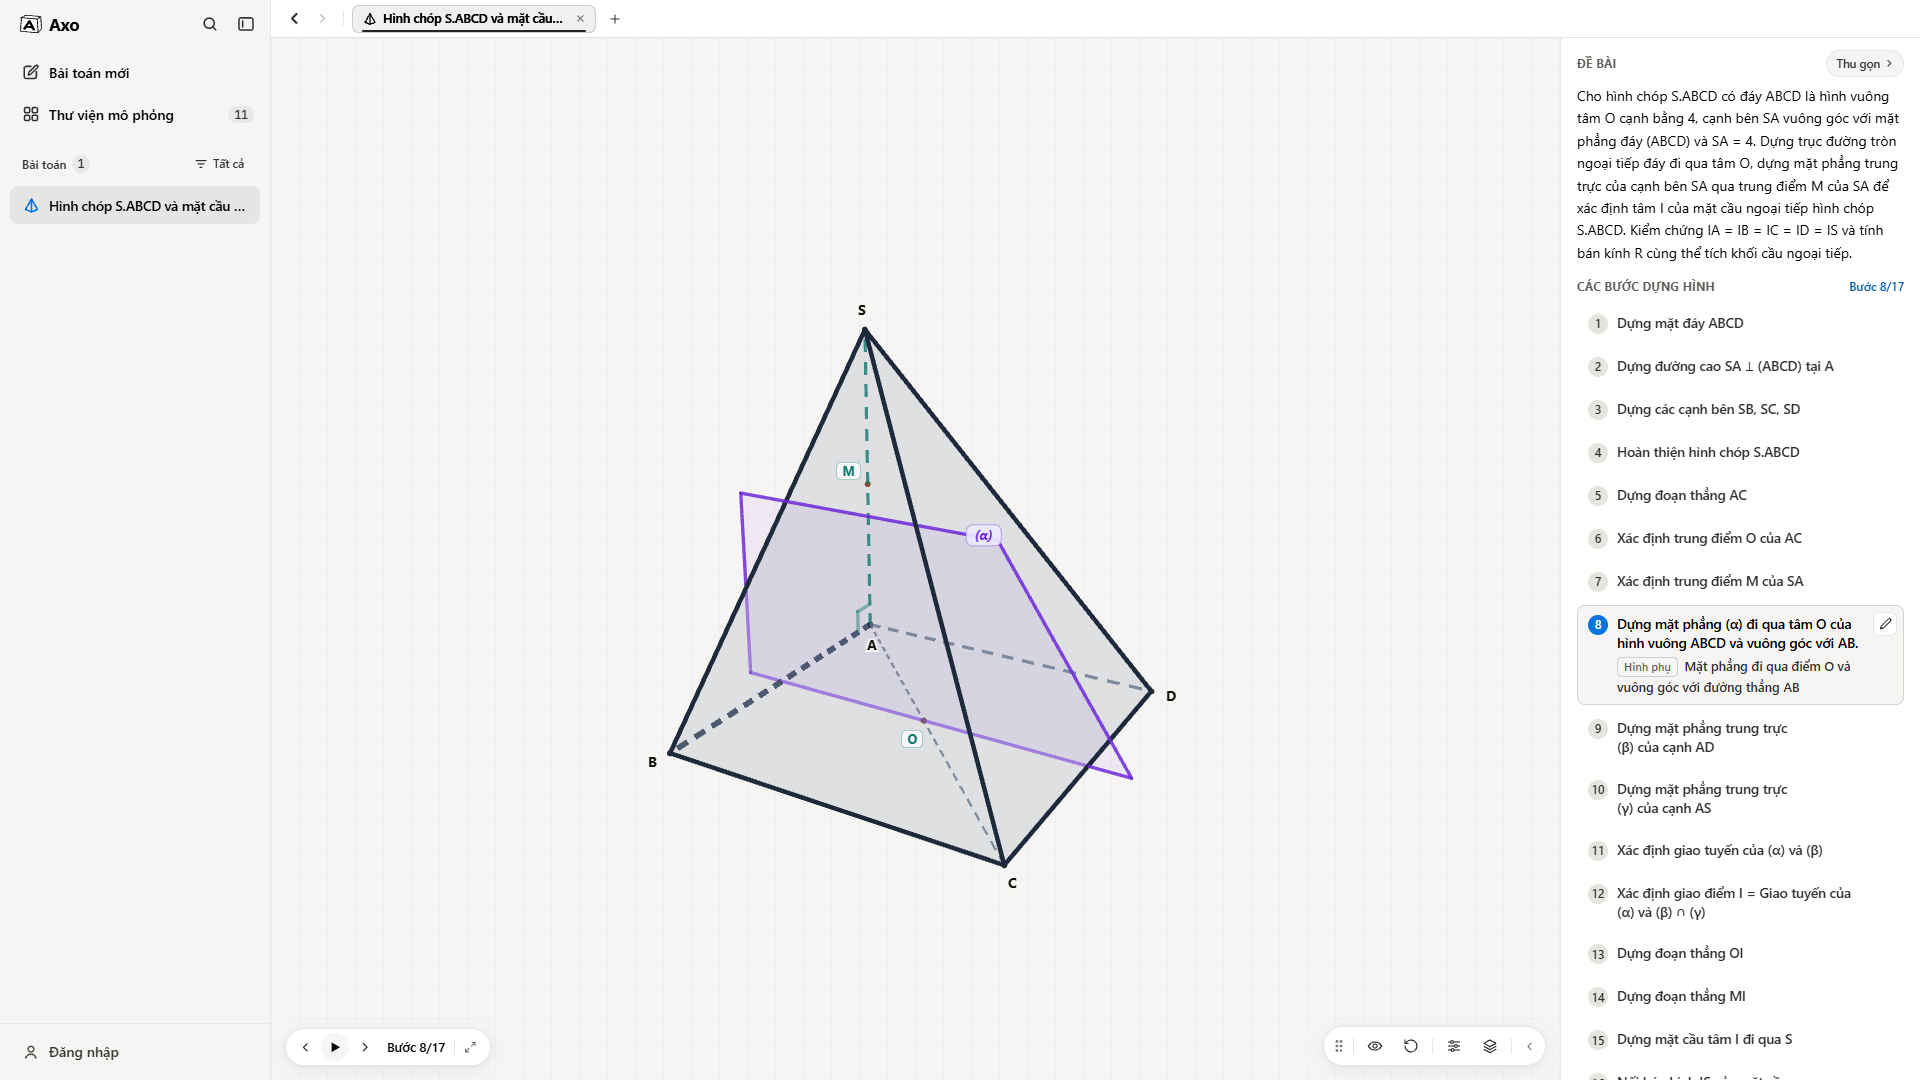 Axo
Bài toán mới
Thư viện mô phỏng 11
Bài toán 1 Tất cả
Hình chóp S.ABCD và mặt cầu ...
Đăng nhập
Hình chóp S.ABCD và mặt cầu...
S
M
(α)
A
D
O
B
C
Bước 8/17
ĐỀ BÀI
Thu gọn
Cho hình chóp S.ABCD có đáy ABCD là hình vuông
tâm O cạnh bằng 4, cạnh bên SA vuông góc với mặt
phẳng đáy (ABCD) và SA = 4. Dựng trục đường tròn
ngoại tiếp đáy đi qua tâm O, dựng mặt phẳng trung
trực của cạnh bên SA qua trung điểm M của SA để
xác định tâm I của mặt cầu ngoại tiếp hình chóp
S.ABCD. Kiểm chứng IA = IB = IC = ID = IS và tính
bán kính R cùng thể tích khối cầu ngoại tiếp.
CÁC BƯỚC DỰNG HÌNH
Bước 8/17
1 Dựng mặt đáy ABCD
2 Dựng đường cao SA ⊥ (ABCD) tại A
3 Dựng các cạnh bên SB, SC, SD
4 Hoàn thiện hình chóp S.ABCD
5 Dựng đoạn thẳng AC
6 Xác định trung điểm O của AC
7 Xác định trung điểm M của SA
8 Dựng mặt phẳng (α) đi qua tâm O của
hình vuông ABCD và vuông góc với AB.
Hình phụ Mặt phẳng đi qua điểm O và
vuông góc với đường thẳng AB
9 Dựng mặt phẳng trung trực
(β) của cạnh AD
10 Dựng mặt phẳng trung trực
(γ) của cạnh AS
11 Xác định giao tuyến của (α) và (β)
12 Xác định giao điểm I = Giao tuyến của
(α) và (β) ∩ (γ)
13 Dựng đoạn thẳng OI
14 Dựng đoạn thẳng MI
15 Dựng mặt cầu tâm I đi qua S